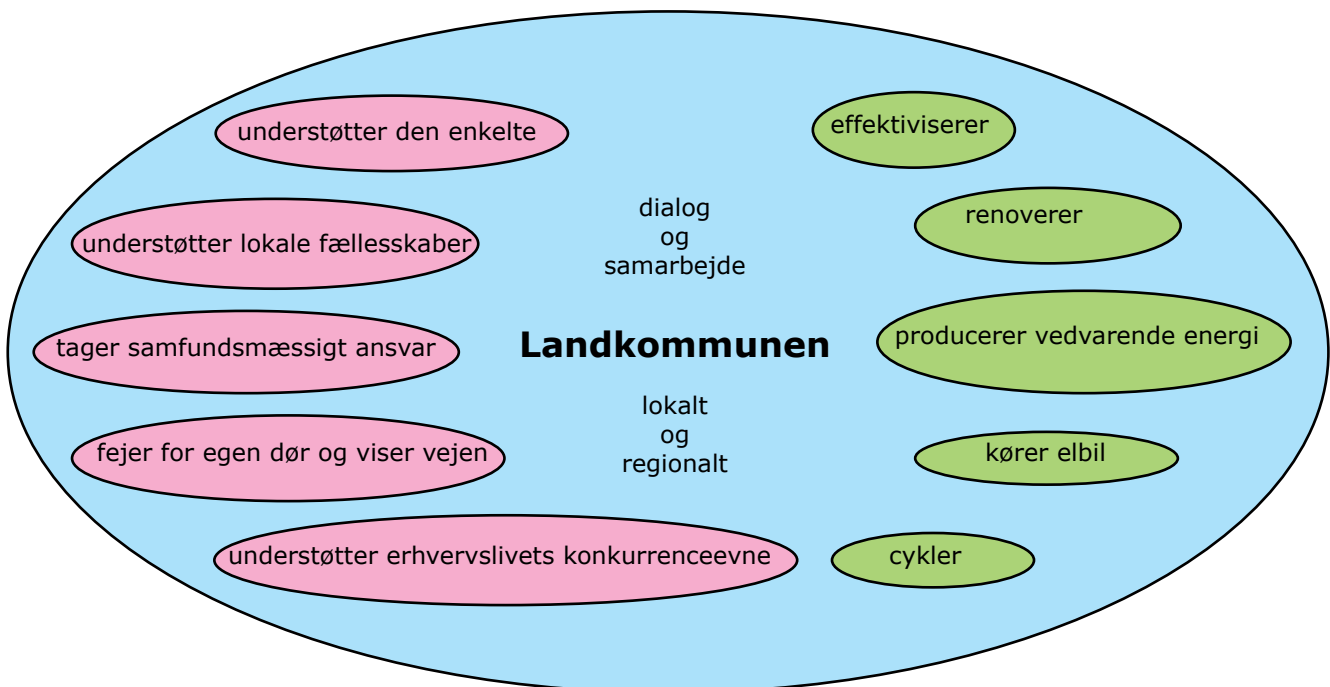 understøtter den enkelte
understøtter lokale fællesskaber
tager samfundsmæssigt ansvar
fejer for egen dør og viser vejen
understøtter erhvervslivets konkurrenceevne
dialog
og
samarbejde
Landkommunen
lokalt
og
regionalt
effektiviserer
renoverer
producerer vedvarende energi
kører elbil
cykler